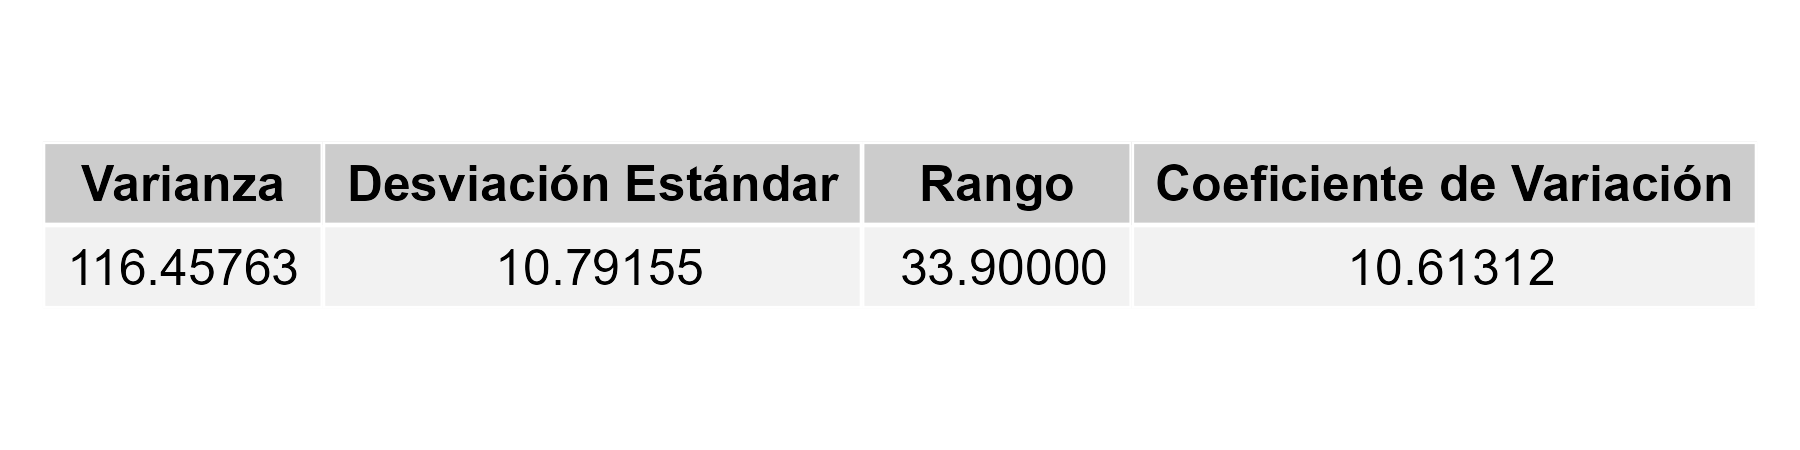 Varianza Desviación Estándar Rango Coeficiente de Variación
116.45763 10.79155 33.90000 10.61312